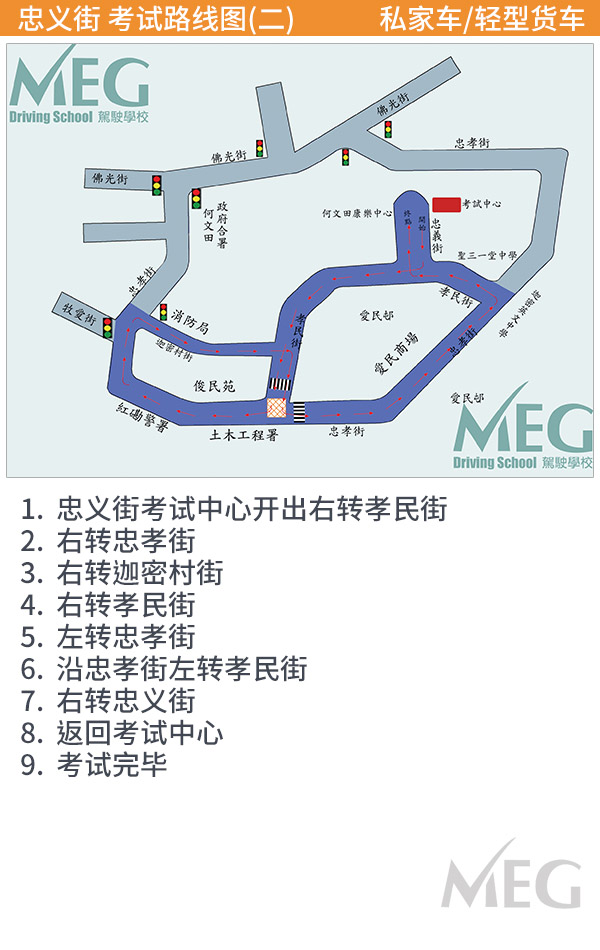 忠义街 考试路线图(二) 私家车/轻型货车
MEG
Driving School 駕駛學校
佛光街
忠孝街
佛光街
佛光街
政府合署
何文田
何文田康樂中心
終點
開始
忠義街
考試中心
聖三一堂中學
忠孝街
牧愛街
消防局
迦密村街
孝民街
愛民邨
孝民街
迦密英文中學
愛民商場
忠孝街
俊民苑
紅磡警署
土木工程署
忠孝街
愛民邨
MEG
Driving School 駕駛學校
1. 忠义街考试中心开出右转孝民街
2. 右转忠孝街
3. 右转迦密村街
4. 右转孝民街
5. 左转忠孝街
6. 沿忠孝街左转孝民街
7. 右转忠义街
8. 返回考试中心
9. 考试完毕
MEG